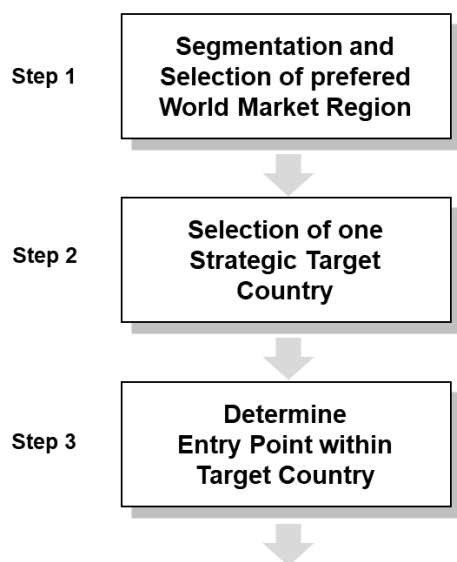 Step 1
Segmentation and
Selection of prefered
World Market Region
Step 2
Selection of one
Strategic Target
Country
Step 3
Determine
Entry Point within
Target Country